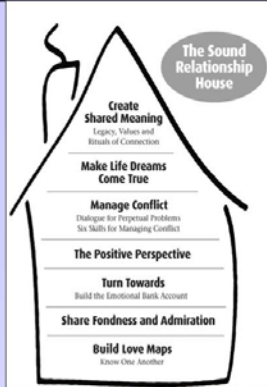 The Sound
Relationship
House
Create
Shared Meaning
Legacy, Values and
Rituals of Connection
Make Life Dreams
Come True
Manage Conflict
Dialogue for Perpetual Problems
Six Skills for Managing Conflict
The Positive Perspective
Turn Towards
Build the Emotional Bank Account
Share Fondness and Admiration
Build Love Maps
Know One Another